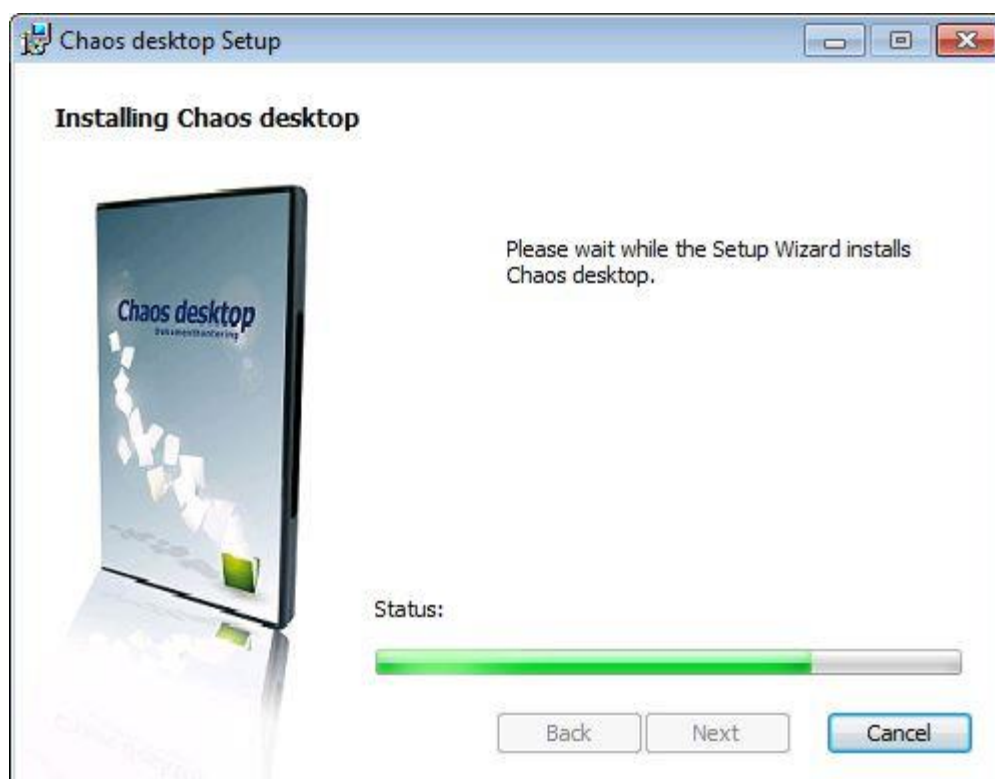 Chaos desktop Setup
Installing Chaos desktop
Chaos desktop
Dokumenthantering
Please wait while the Setup Wizard installs
Chaos desktop.
Status:
Back
Next
Cancel